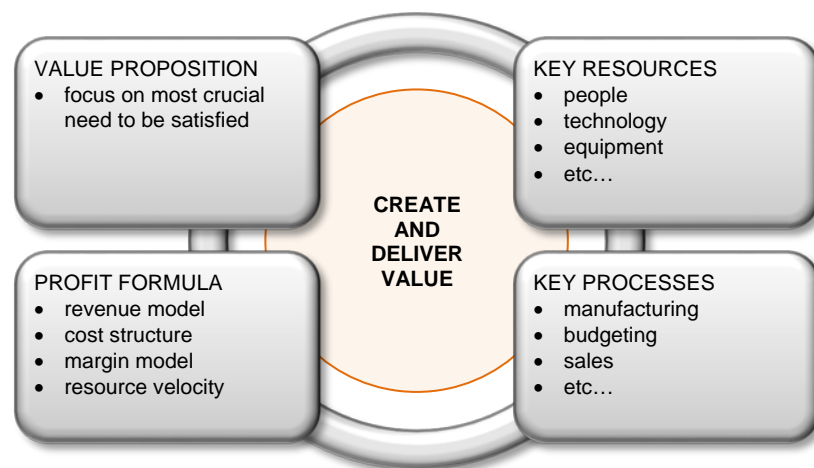 VALUE PROPOSITION
• focus on most crucial
need to be satisfied
KEY RESOURCES
• people
• technology
• equipment
• etc…
CREATE
AND
DELIVER
VALUE
PROFIT FORMULA
• revenue model
• cost structure
• margin model
• resource velocity
KEY PROCESSES
• manufacturing
• budgeting
• sales
• etc…